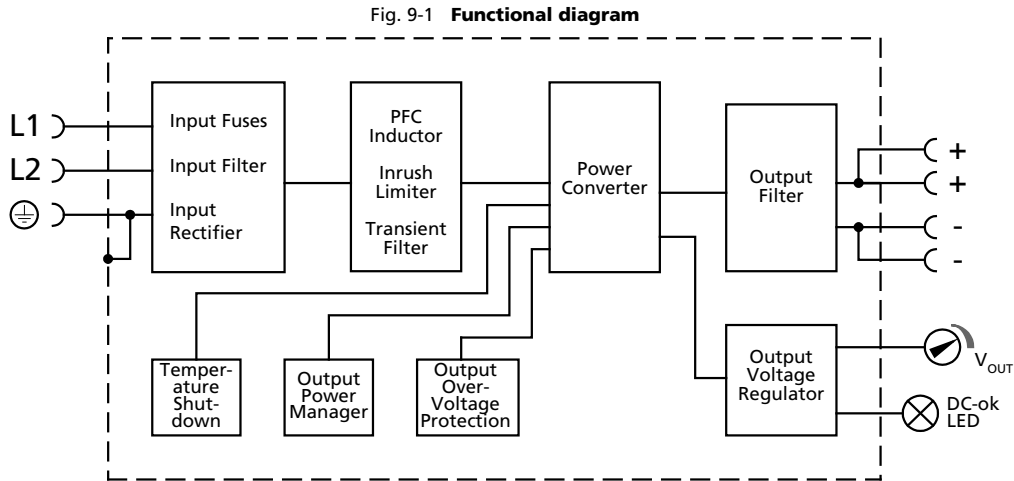 Fig. 9-1 Functional diagram
L1
L2
Input Fuses
Input Filter
Input
Rectifier
PFC
Inductor
Inrush
Limiter
Transient
Filter
Power
Converter
Output
Filter
+
+
-
-
Temper-
ature
Shut-
down
Output
Power
Manager
Output
Over-
Voltage
Protection
Output
Voltage
Regulator
VOUT
DC-ok
LED